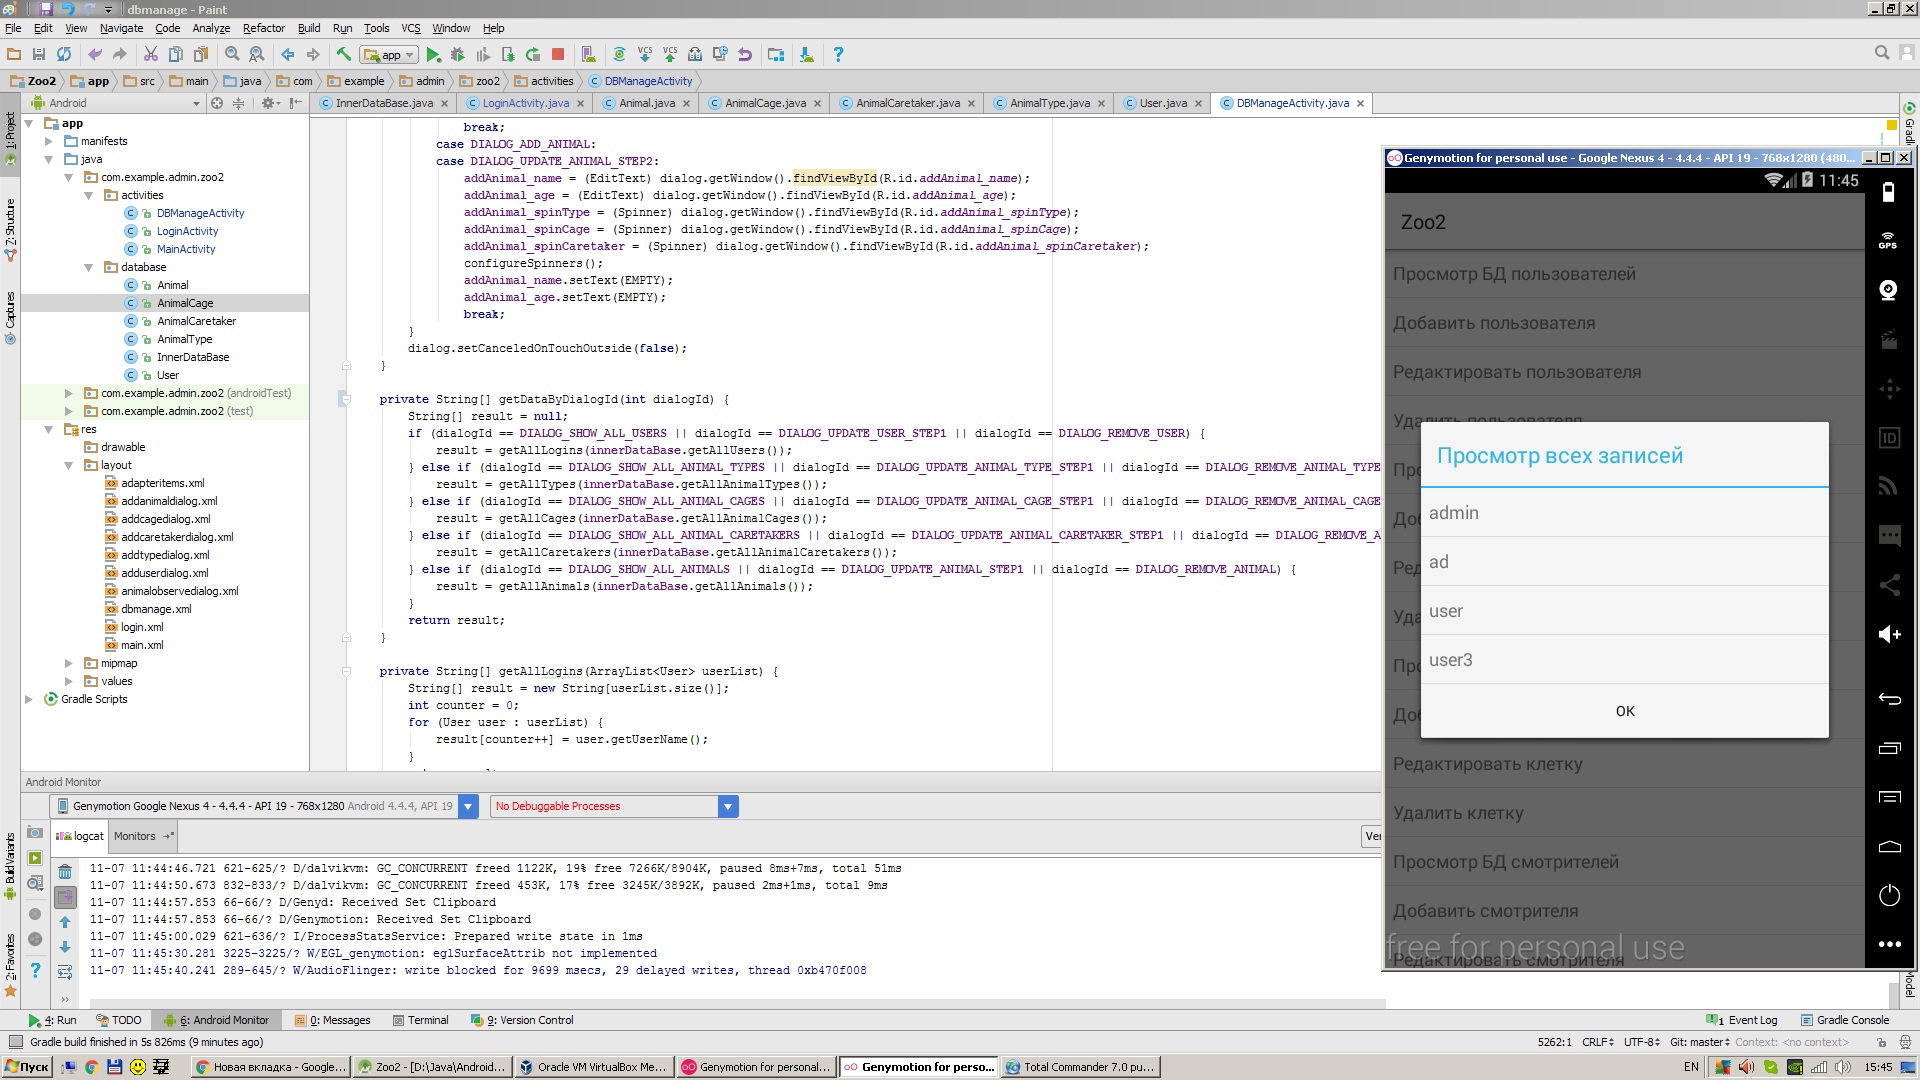 dbmanage - Paint
File Edit View Navigate Code Analyze Refactor Build Run Tools VCS Window Help
app
VCS VCS
Zoo2 app src main java com example admin zoo2 activities DBManageActivity
Android
InnerDataBase.java LoginActivity.java Animal.java AnimalCage.java AnimalCaretaker.java AnimalType.java User.java DBManageActivity.java
1: Project
Z: Structure
Captures
Build Variants
2: Favorites
app
manifests
java
com.example.admin.zoo2
activities
DBManageActivity
LoginActivity
MainActivity
database
Animal
AnimalCage
AnimalCaretaker
AnimalType
InnerDataBase
User
com.example.admin.zoo2 (androidTest)
com.example.admin.zoo2 (test)
res
drawable
layout
adapteritems.xml
addanimaldialog.xml
addcagedialog.xml
addcaretakerdialog.xml
addtypedialog.xml
adduserdialog.xml
animalobservedialog.xml
dbmanage.xml
login.xml
main.xml
mipmap
values
Gradle Scripts
break;
case DIALOG_ADD_ANIMAL:
case DIALOG_UPDATE_ANIMAL_STEP2:
addAnimal_name = (EditText) dialog.getWindow().findViewById(R.id.addAnimal_name);
addAnimal_age = (EditText) dialog.getWindow().findViewById(R.id.addAnimal_age);
addAnimal_spinType = (Spinner) dialog.getWindow().findViewById(R.id.addAnimal_spinType);
addAnimal_spinCage = (Spinner) dialog.getWindow().findViewById(R.id.addAnimal_spinCage);
addAnimal_spinCaretaker = (Spinner) dialog.getWindow().findViewById(R.id.addAnimal_spinCaretaker);
configureSpinners();
addAnimal_name.setText(EMPTY);
addAnimal_age.setText(EMPTY);
break;
}
dialog.setCanceledOnTouchOutside(false);
}
private String[] getDataByDialogId(int dialogId) {
String[] result = null;
if (dialogId == DIALOG_SHOW_ALL_USERS || dialogId == DIALOG_UPDATE_USER_STEP1 || dialogId == DIALOG_REMOVE_USER) {
result = getAllLogins(innerDataBase.getAllUsers());
} else if (dialogId == DIALOG_SHOW_ALL_ANIMAL_TYPES || dialogId == DIALOG_UPDATE_ANIMAL_TYPE_STEP1 || dialogId == DIALOG_REMOVE_ANIMAL_TYPE
result = getAllTypes(innerDataBase.getAllAnimalTypes());
} else if (dialogId == DIALOG_SHOW_ALL_ANIMAL_CAGES || dialogId == DIALOG_UPDATE_ANIMAL_CAGE_STEP1 || dialogId == DIALOG_REMOVE_ANIMAL_CAGE
result = getAllCages(innerDataBase.getAllAnimalCages());
} else if (dialogId == DIALOG_SHOW_ALL_ANIMAL_CARETAKERS || dialogId == DIALOG_UPDATE_ANIMAL_CARETAKER_STEP1 || dialogId == DIALOG_REMOVE_A
result = getAllCaretakers(innerDataBase.getAllAnimalCaretakers());
} else if (dialogId == DIALOG_SHOW_ALL_ANIMALS || dialogId == DIALOG_UPDATE_ANIMAL_STEP1 || dialogId == DIALOG_REMOVE_ANIMAL) {
result = getAllAnimals(innerDataBase.getAllAnimals());
}
return result;
}
private String[] getAllLogins(ArrayList<User> userList) {
String[] result = new String[userList.size()];
int counter = 0;
for (User user : userList) {
result[counter++] = user.getUserName();
}
Genymotion for personal use - Google Nexus 4 - 4.4.4 - API 19 - 768x1280 (480...
11:45
Zoo2
Просмотр БД пользователей
Добавить пользователя
Редактировать пользователя
Удалить пользователя
Просмотр всех записей
admin
ad
user
user3
ОК
Редактировать клетку
Удалить клетку
Просмотр БД смотрителей
Добавить смотрителя
Редактировать смотрителя
free for personal use
GPS
ID
Android Monitor
Genymotion Google Nexus 4 - 4.4.4 - API 19 - 768x1280 Android 4.4.4, API 19 No Debuggable Processes
logcat Monitors Ver
11-07 11:44:46.721 621-625/? D/dalvikvm: GC_CONCURRENT freed 1122K, 19% free 7266K/8904K, paused 8ms+7ms, total 51ms
11-07 11:44:50.673 832-833/? D/dalvikvm: GC_CONCURRENT freed 453K, 17% free 3245K/3892K, paused 2ms+1ms, total 9ms
11-07 11:44:57.853 66-66/? D/Genyd: Received Set Clipboard
11-07 11:44:57.853 66-66/? D/Genymotion: Received Set Clipboard
11-07 11:45:00.029 621-636/? I/ProcessStatsService: Prepared write state in 1ms
11-07 11:45:30.281 3225-3225/? W/EGL_genymotion: eglSurfaceAttrib not implemented
11-07 11:45:40.241 289-645/? W/AudioFlinger: write blocked for 9699 msecs, 29 delayed writes, thread 0xb470f008
4: Run TODO 6: Android Monitor 0: Messages Terminal 9: Version Control 1 Event Log Gradle Console
Gradle build finished in 5s 826ms (9 minutes ago) 5262:1 CRLF UTF-8 Git: master Context: <no context>
Пуск Новая вкладка - Google... Zoo2 - [D:\Java\Android... Oracle VM VirtualBox Me... Genymotion for personal... Genymotion for perso... Total Commander 7.0 pu... EN 15:45